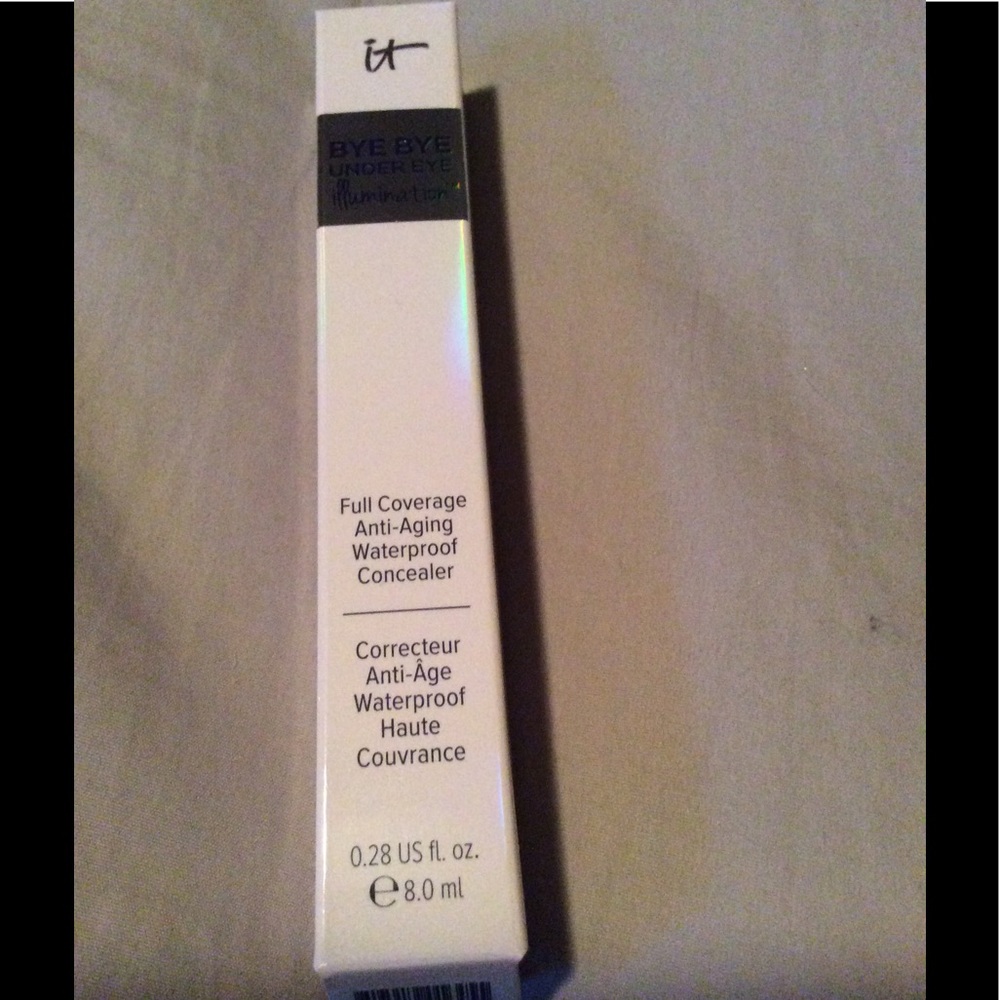 it
BYE BYE
UNDER EYE
illumination
Full Coverage
Anti-Aging
Waterproof
Concealer
Correcteur
Anti-Âge
Waterproof
Haute
Couvrance
0.28 US fl. oz.
℮ 8.0 ml